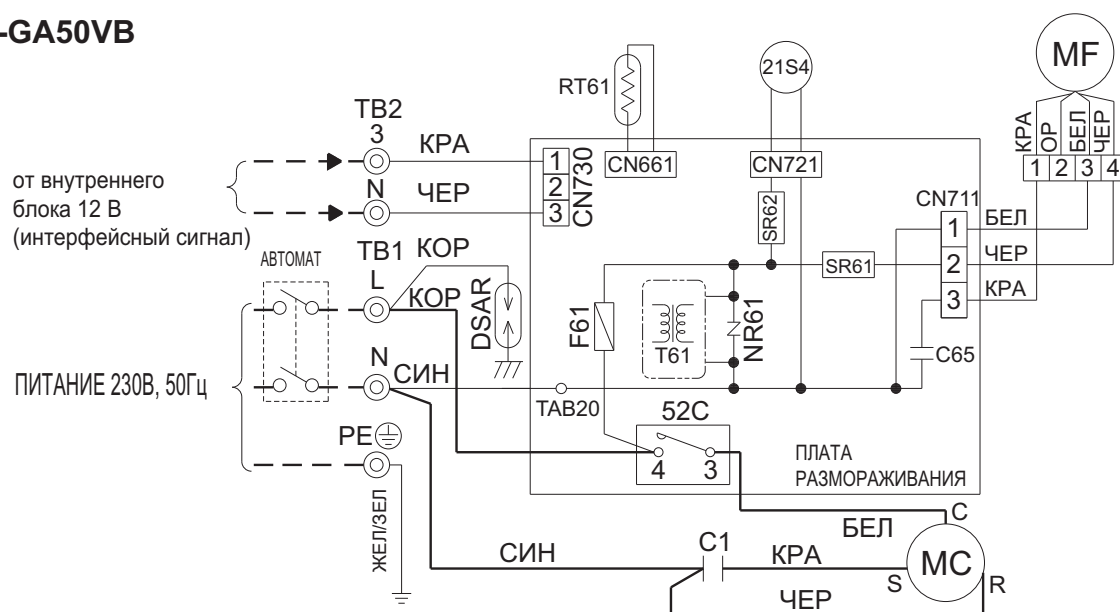 -GA50VB
MF
21S4
RT61
TB2
3
КРА
КРА
ОР
БЕЛ
ЧЕР
1
2
3
4
CN661
CN721
1
2
3
CN730
от внутреннего
блока 12 В
(интерфейсный сигнал)
N
ЧЕР
SR62
CN711
1
2
3
БЕЛ
ЧЕР
КРА
АВТОМАТ
TB1
КОР
L
КОР
DSAR
F61
T61
NR61
SR61
C65
ПИТАНИЕ 230В, 50Гц
N
СИН
TAB20
52C
4
3
ПЛАТА
РАЗМОРАЖИВАНИЯ
PE
ЖЕЛ/ЗЕЛ
БЕЛ
C
СИН
C1
КРА
S
MC
R
ЧЕР